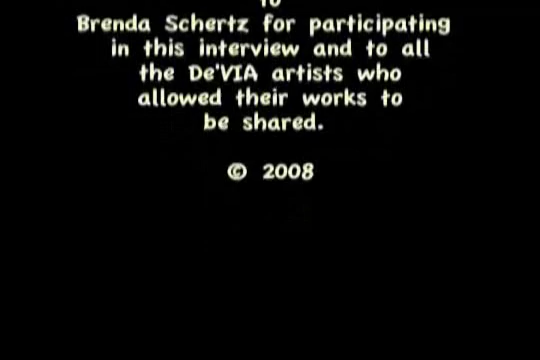 to
Brenda Schertz for participating
in this interview and to all
the De'VIA artists who
allowed their works to
be shared.
© 2008